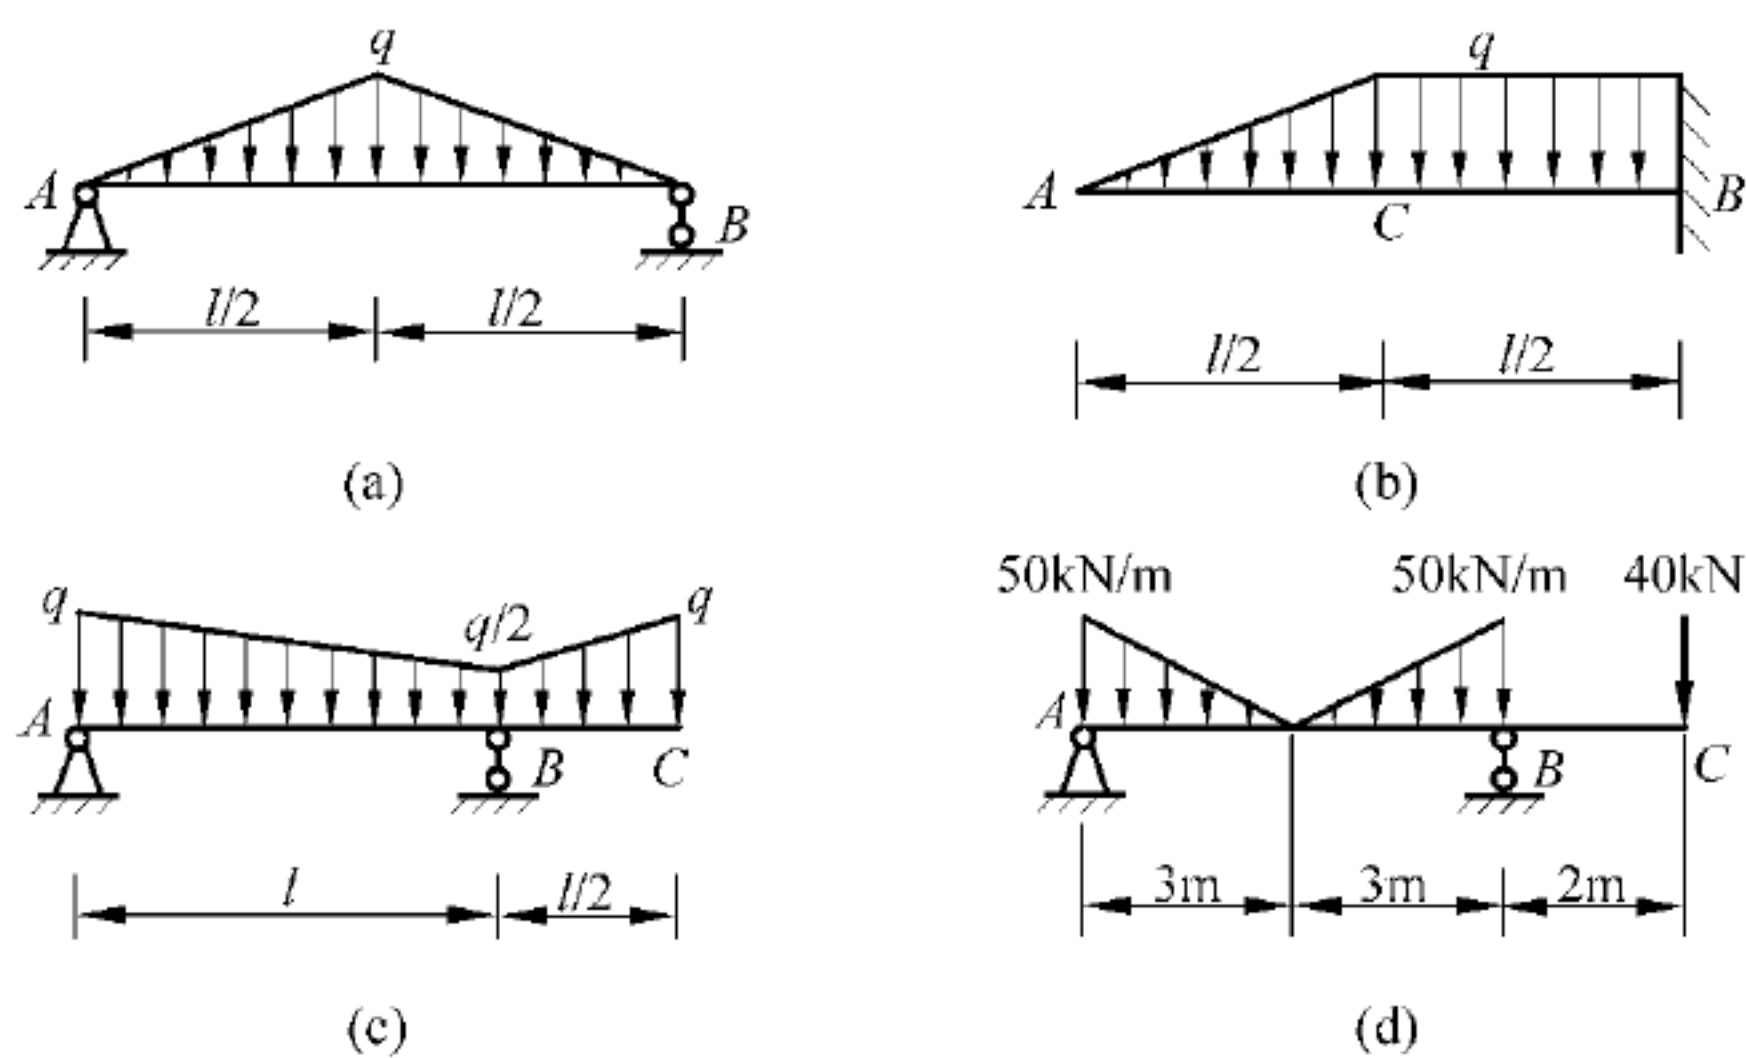 q
A
B
l/2 l/2
(a)
q
A
C
B
l/2 l/2
(b)
q
q/2
q
A
B
C
l
l/2
(c)
50kN/m 50kN/m 40kN
A
B
C
3m 3m 2m
(d)